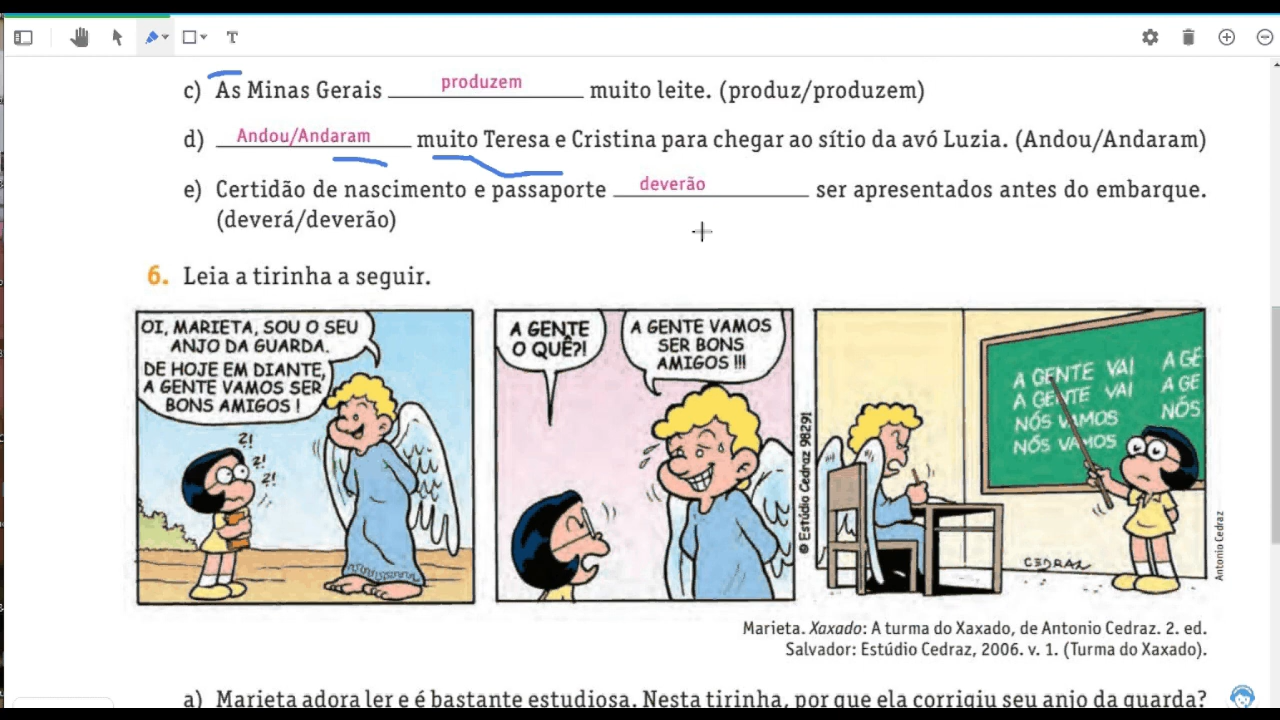 T
c) As Minas Gerais produzem muito leite. (produz/produzem)
d) Andou/Andaram muito Teresa e Cristina para chegar ao sítio da avó Luzia. (Andou/Andaram)
e) Certidão de nascimento e passaporte deverão ser apresentados antes do embarque.
(deverá/deverão)
6. Leia a tirinha a seguir.
OI, MARIETA, SOU O SEU
ANJO DA GUARDA.
DE HOJE EM DIANTE,
A GENTE VAMOS SER
BONS AMIGOS!
?!
?!
?!
A GENTE
O QUÊ?!
A GENTE VAMOS
SER BONS
AMIGOS!!!
© Estúdio Cedraz 98291
A GENTE VAI A GE
A GENTE VAI A GE
NÓS VAMOS NÓS
NÓS VAMOS
CEDRAZ
Antonio Cedraz
Marieta. Xaxado: A turma do Xaxado, de Antonio Cedraz. 2. ed.
Salvador: Estúdio Cedraz, 2006. v. 1. (Turma do Xaxado).
a) Marieta adora ler e é bastante estudiosa. Nesta tirinha, por que ela corrigiu seu anjo da guarda?